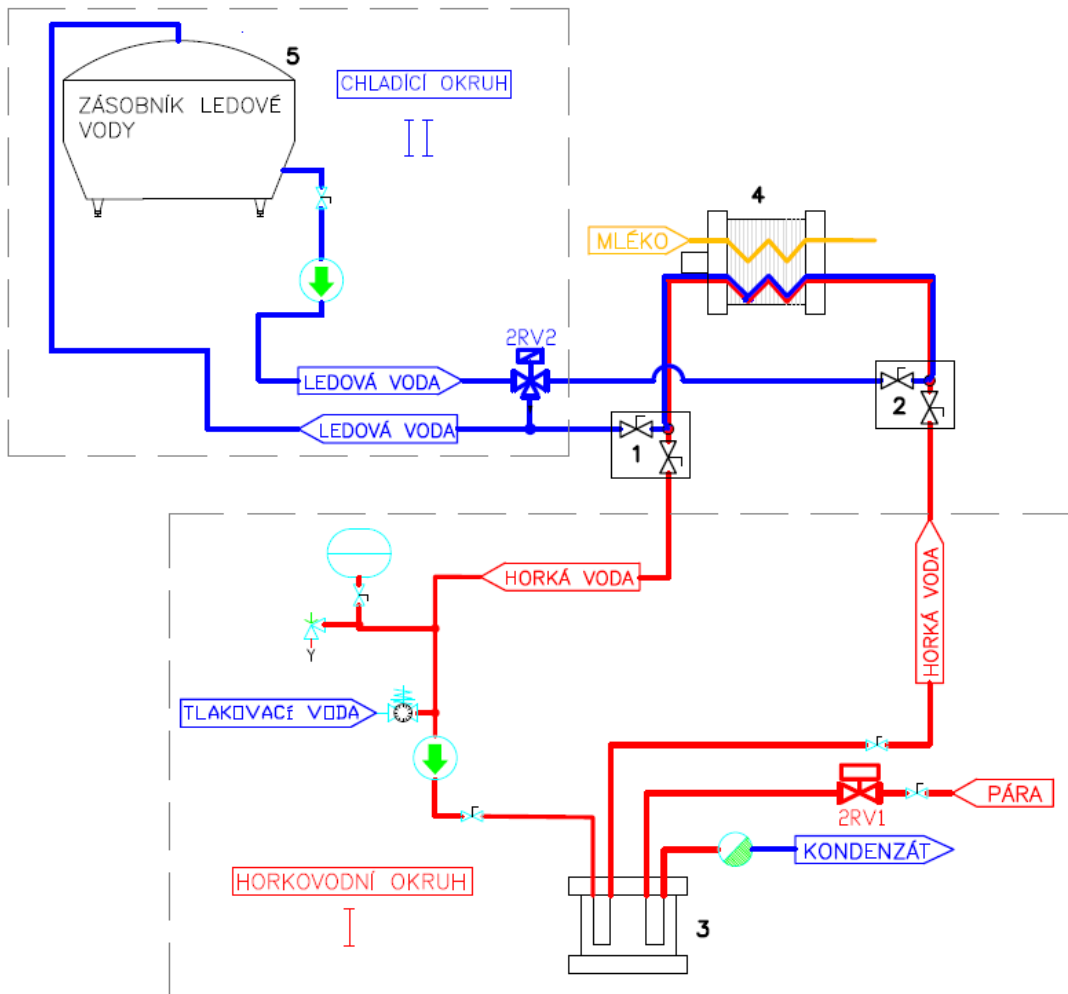 5
CHLADÍCÍ OKRUH
ZÁSOBNÍK LEDOVÉ
VODY
II
4
MLÉKO
2RV2
LEDOVÁ VODA
2
LEDOVÁ VODA
1
HORKÁ VODA
HORKÁ VODA
Y
TLAKOVACÍ VODA
PÁRA
2RV1
KONDENZÁT
HORKOVODNÍ OKRUH
I
3